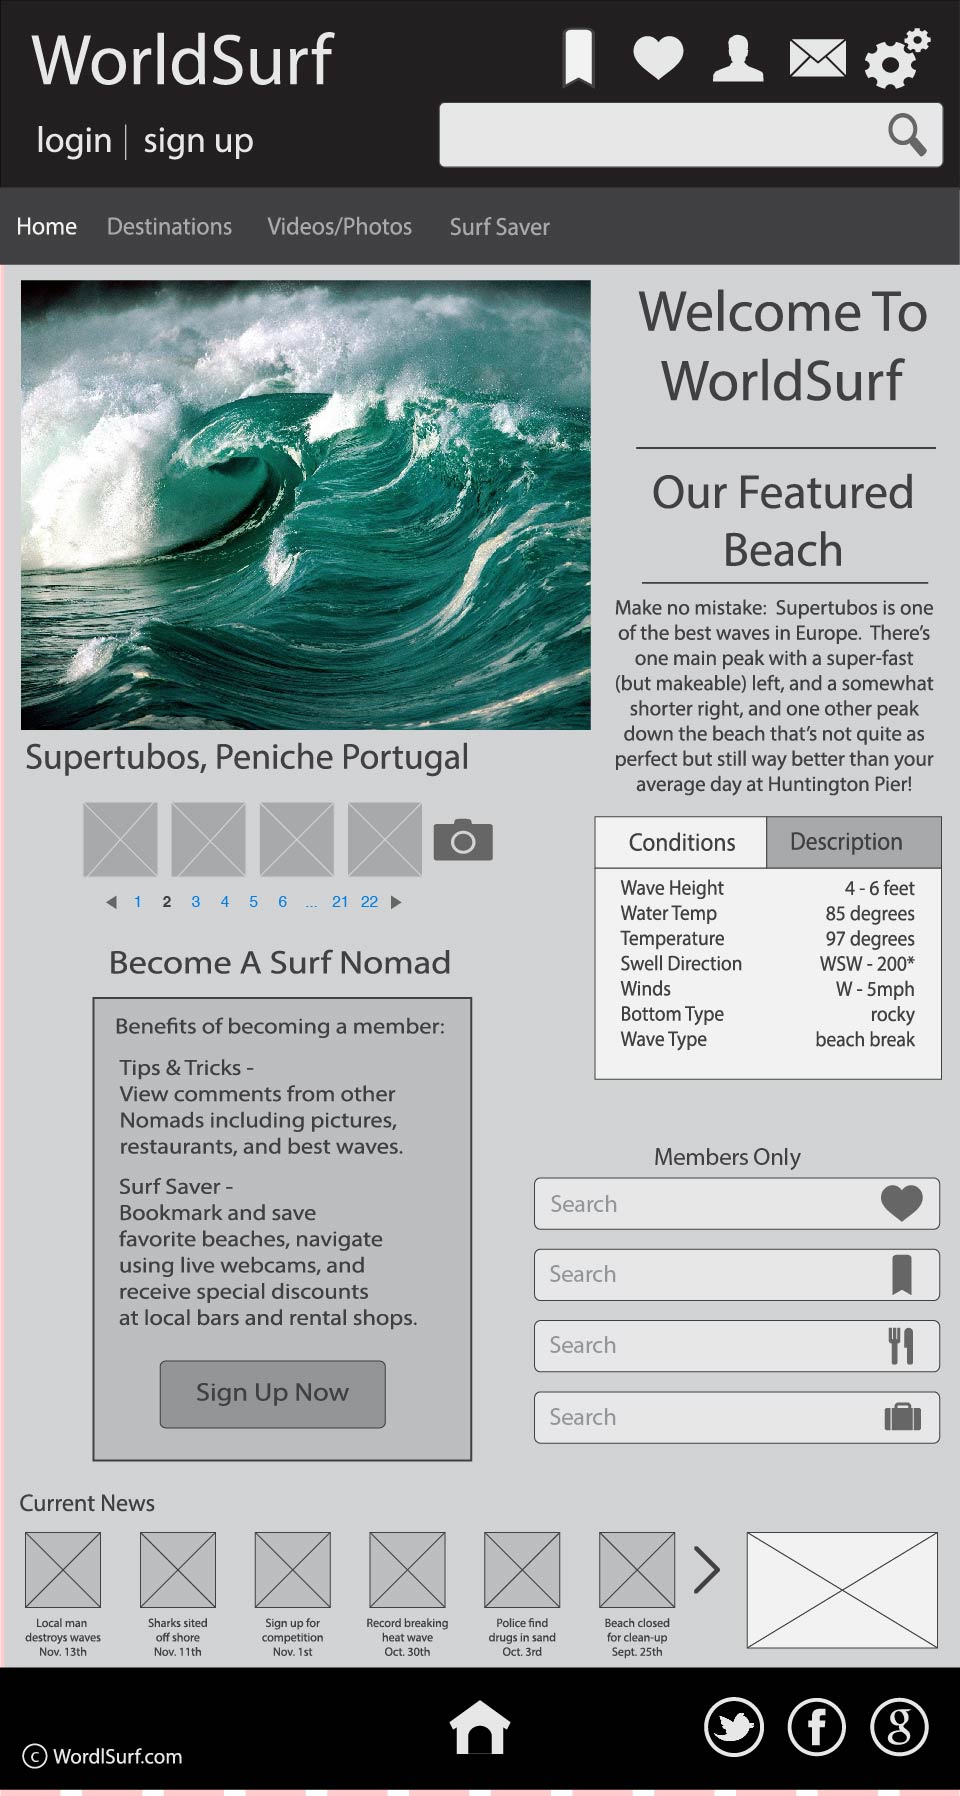 WorldSurf
login | sign up
Home Destinations Videos/Photos Surf Saver
Welcome To
WorldSurf
Our Featured
Beach
Make no mistake: Supertubos is one
of the best waves in Europe. There's
one main peak with a super-fast
(but makeable) left, and a somewhat
shorter right, and one other peak
down the beach that's not quite as
perfect but still way better than your
average day at Huntington Pier!
Supertubos, Peniche Portugal
1 2 3 4 5 6 ... 21 22
Conditions Description
Wave Height 4 - 6 feet
Water Temp 85 degrees
Temperature 97 degrees
Swell Direction WSW - 200*
Winds W - 5mph
Bottom Type rocky
Wave Type beach break
Become A Surf Nomad
Benefits of becoming a member:
Tips & Tricks -
View comments from other
Nomads including pictures,
restaurants, and best waves.
Surf Saver -
Bookmark and save
favorite beaches, navigate
using live webcams, and
receive special discounts
at local bars and rental shops.
Sign Up Now
Members Only
Search
Search
Search
Search
Current News
Local man
destroys waves
Nov. 13th
Sharks sited
off shore
Nov. 11th
Sign up for
competition
Nov. 1st
Record breaking
heat wave
Oct. 30th
Police find
drugs in sand
Oct. 3rd
Beach closed
for clean-up
Sept. 25th
© WordlSurf.com